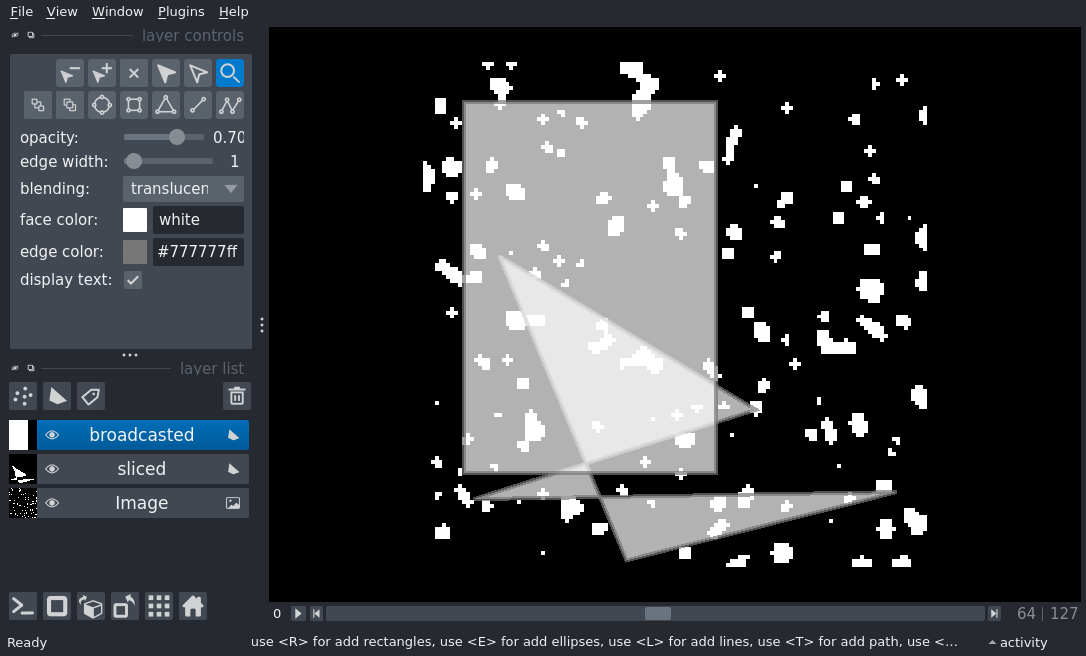 File View Window Plugins Help
layer controls
opacity: 0.70
edge width: 1
blending: translucen
face color: white
edge color: #777777ff
display text:
layer list
broadcasted
sliced
Image
0 64 127
Ready use <R> for add rectangles, use <E> for add ellipses, use <L> for add lines, use <T> for add path, use <... activity